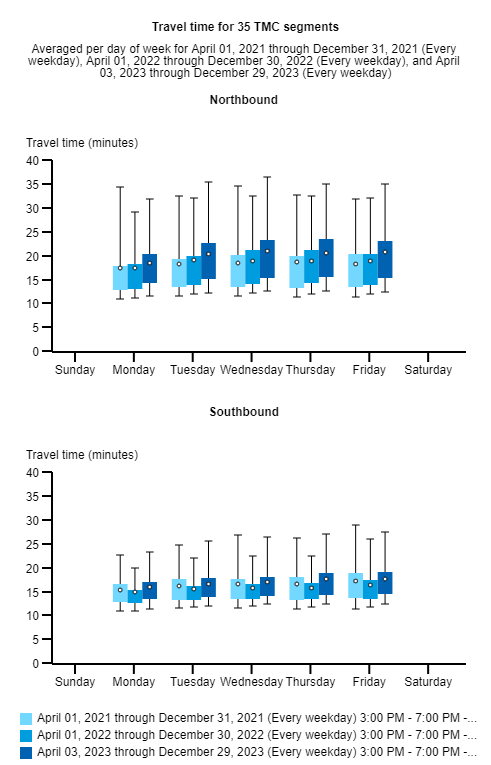 Travel time for 35 TMC segments
Averaged per day of week for April 01, 2021 through December 31, 2021 (Every
weekday), April 01, 2022 through December 30, 2022 (Every weekday), and April
03, 2023 through December 29, 2023 (Every weekday)
Northbound
Travel time (minutes)
40
35
30
25
20
15
10
5
0
Sunday Monday Tuesday Wednesday Thursday Friday Saturday
Southbound
Travel time (minutes)
40
35
30
25
20
15
10
5
0
Sunday Monday Tuesday Wednesday Thursday Friday Saturday
April 01, 2021 through December 31, 2021 (Every weekday) 3:00 PM - 7:00 PM -...
April 01, 2022 through December 30, 2022 (Every weekday) 3:00 PM - 7:00 PM -...
April 03, 2023 through December 29, 2023 (Every weekday) 3:00 PM - 7:00 PM -...